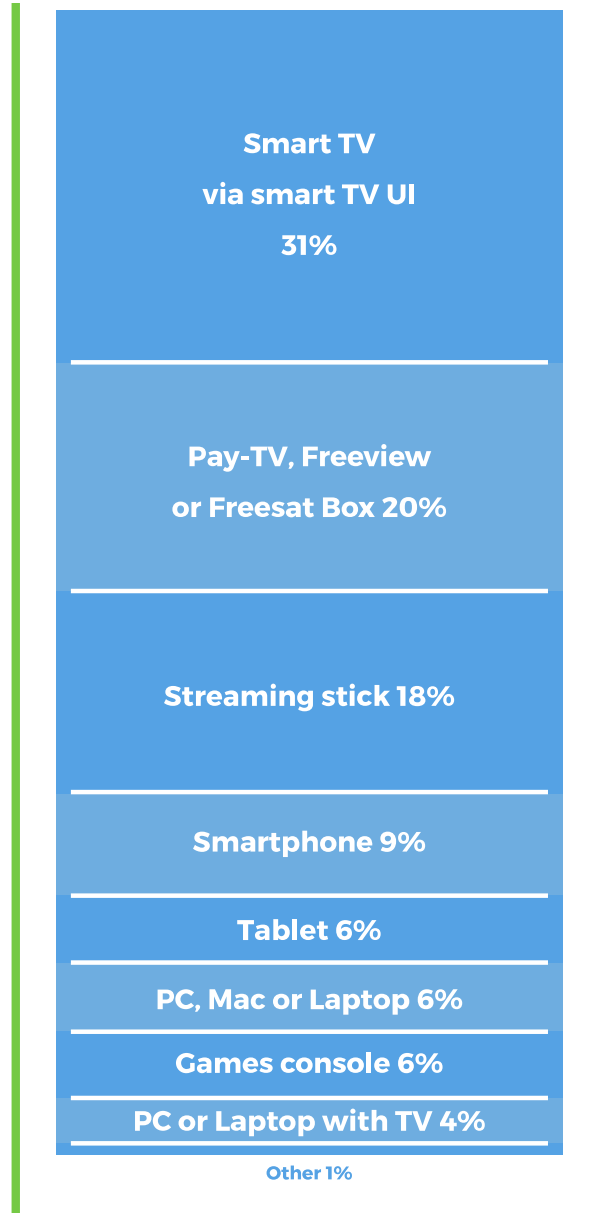 Smart TV
via smart TV UI
31%
Pay-TV, Freeview
or Freesat Box 20%
Streaming stick 18%
Smartphone 9%
Tablet 6%
PC, Mac or Laptop 6%
Games console 6%
PC or Laptop with TV 4%
Other 1%